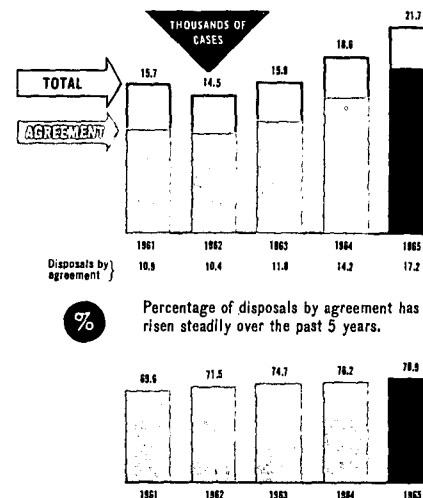 THOUSANDS OF
CASES
21.7
18.6
15.7
14.5
15.8
TOTAL
AGREEMENT
1961 1962 1963 1964 1965
Disposals by
agreement } 10.9 10.4 11.8 14.2 17.2
% Percentage of disposals by agreement has
risen steadily over the past 5 years.
69.6 71.5 74.7 76.2 78.9
1961 1962 1963 1964 1965